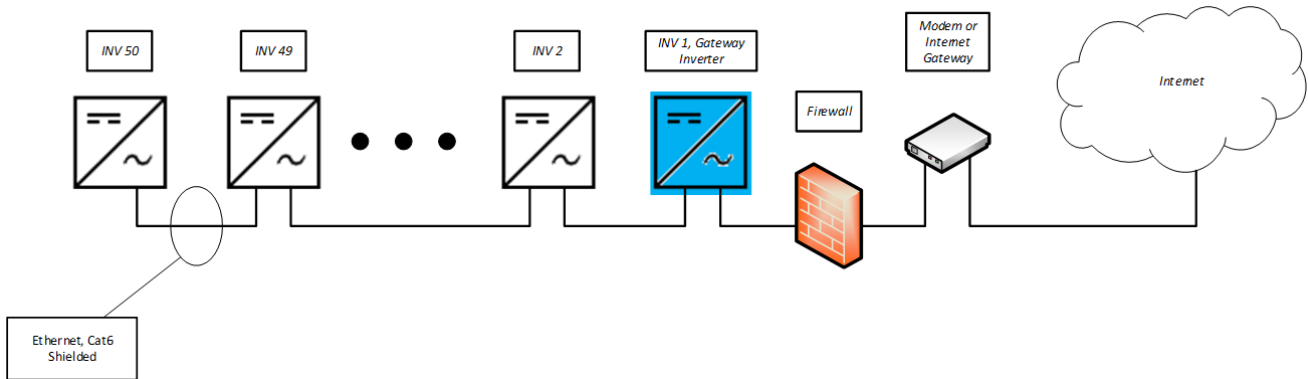 INV 50
INV 49
INV 2
INV 1, Gateway
Inverter
Firewall
Modem or
Internet
Gateway
Internet
Ethernet, Cat6
Shielded